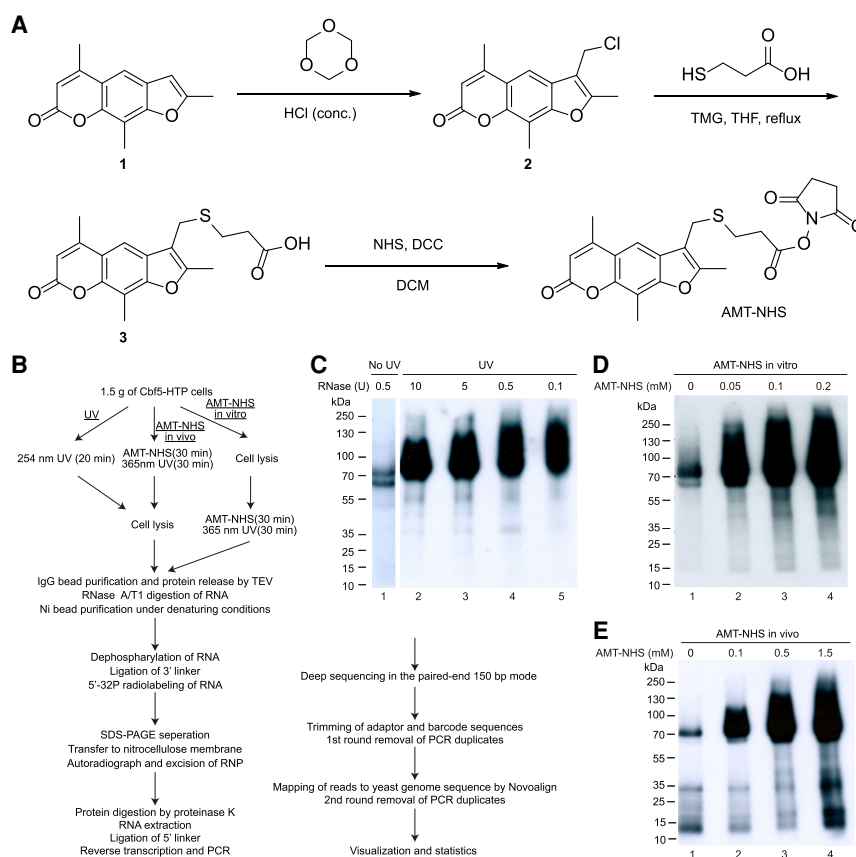 A
O
O
O
HCl (conc.)
O
O
O
1
Cl
O
O
O
2
HS
O
OH
TMG, THF, reflux
S
OH
O
O
O
O
3
NHS, DCC
DCM
O
N
O
S
O
O
O
O
O
AMT-NHS
B
1.5 g of Cbf5-HTP cells
UV
AMT-NHS
in vivo
AMT-NHS
in vitro
254 nm UV (20 min)
AMT-NHS(30 min)
365nm UV(30 min)
Cell lysis
Cell lysis
AMT-NHS(30 min)
365 nm UV(30 min)
IgG bead purification and protein release by TEV
RNase A/T1 digestion of RNA
Ni bead purification under denaturing conditions
Dephospharylation of RNA
Ligation of 3' linker
5'-32P radiolabeling of RNA
SDS-PAGE seperation
Transfer to nitrocellulose membrane
Autoradiograph and excision of RNP
Protein digestion by proteinase K
RNA extraction
Ligation of 5' linker
Reverse transcription and PCR
Deep sequencing in the paired-end 150 bp mode
Trimming of adaptor and barcode sequences
1st round removal of PCR duplicates
Mapping of reads to yeast genome sequence by Novoalign
2nd round removal of PCR duplicates
Visualization and statistics
C
No UV UV
RNase (U) 0.5 10 5 0.5 0.1
kDa
250
130
100
70
55
35
25
15
10
1 2 3 4 5
D
AMT-NHS in vitro
AMT-NHS (mM) 0 0.05 0.1 0.2
kDa
250
130
100
70
55
35
25
15
10
1 2 3 4
E
AMT-NHS in vivo
AMT-NHS (mM) 0 0.1 0.5 1.5
kDa
250
130
100
70
55
35
25
15
10
1 2 3 4